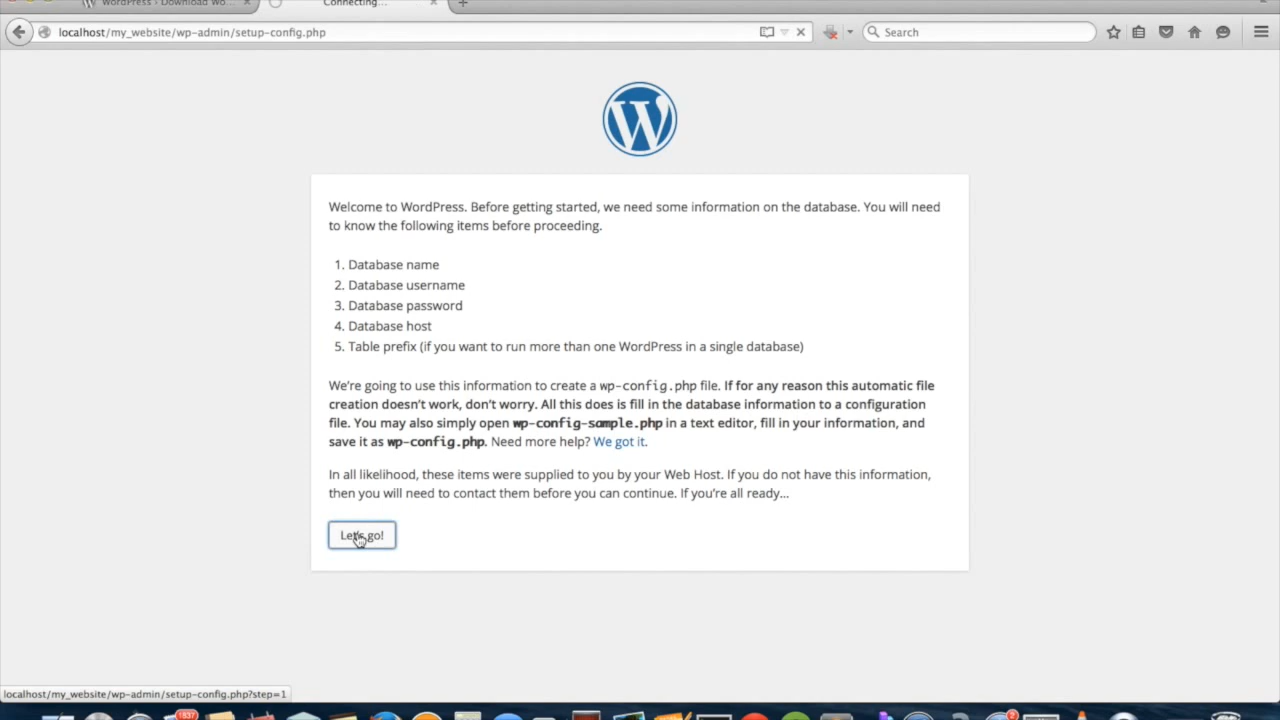 WordPress › Download Wo...
Connecting...
localhost/my_website/wp-admin/setup-config.php
Search
Welcome to WordPress. Before getting started, we need some information on the database. You will need
to know the following items before proceeding.
1. Database name
2. Database username
3. Database password
4. Database host
5. Table prefix (if you want to run more than one WordPress in a single database)
We're going to use this information to create a wp-config.php file. If for any reason this automatic file
creation doesn't work, don't worry. All this does is fill in the database information to a configuration
file. You may also simply open wp-config-sample.php in a text editor, fill in your information, and
save it as wp-config.php. Need more help? We got it.
In all likelihood, these items were supplied to you by your Web Host. If you do not have this information,
then you will need to contact them before you can continue. If you're all ready...
Let's go!
localhost/my_website/wp-admin/setup-config.php?step=1
1837
2